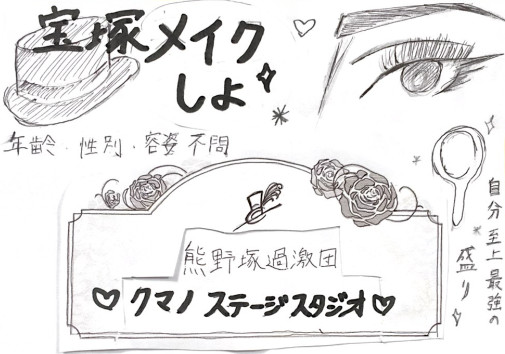 宝塚メイク
しよ
年齢・性別・容姿不問
自分至上最強の
盛り
熊野塚過激団
♡クマノ ステージスタジオ♡